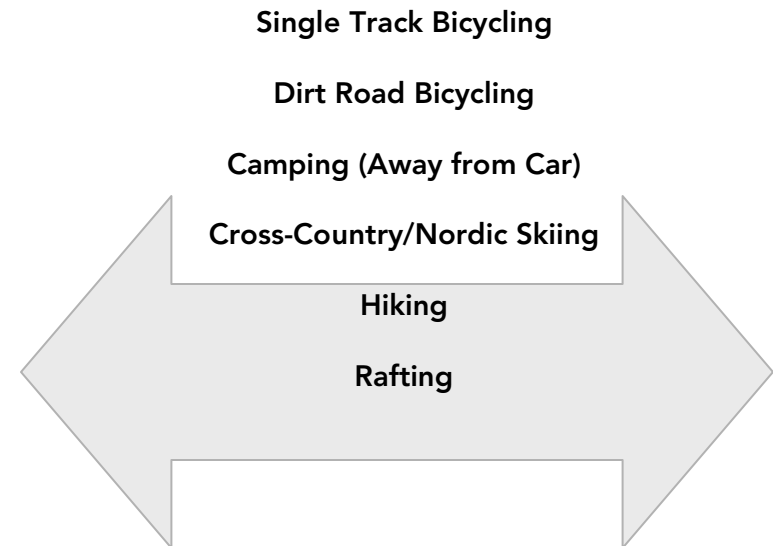 Single Track Bicycling
Dirt Road Bicycling
Camping (Away from Car)
Cross-Country/Nordic Skiing
Hiking
Rafting